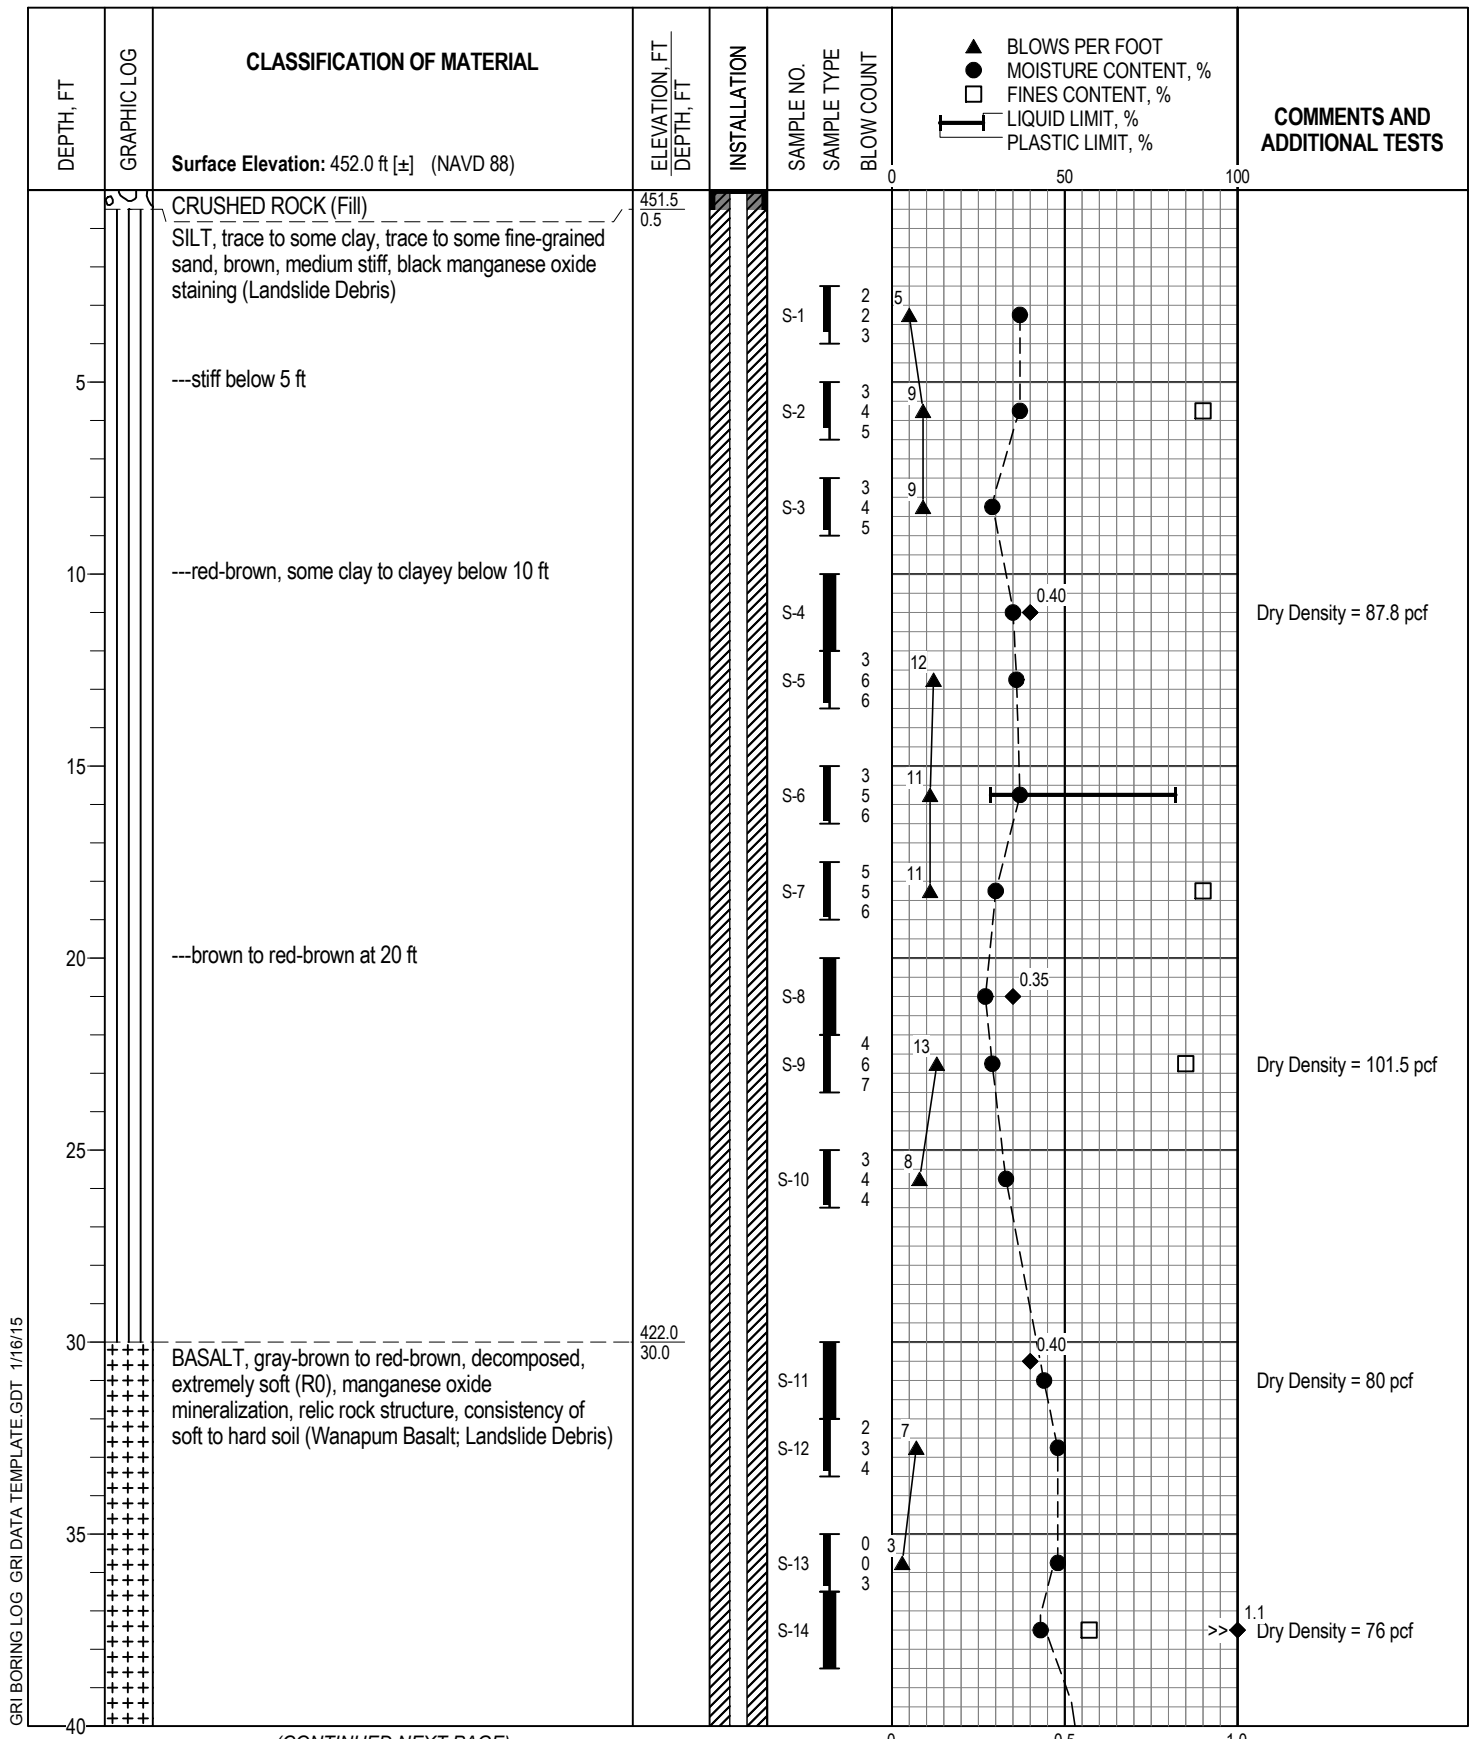 DEPTH, FT
GRAPHIC LOG
CLASSIFICATION OF MATERIAL
Surface Elevation: 452.0 ft [±] (NAVD 88)
ELEVATION, FT
DEPTH, FT
INSTALLATION
SAMPLE NO.
SAMPLE TYPE
BLOW COUNT
BLOWS PER FOOT
MOISTURE CONTENT, %
FINES CONTENT, %
LIQUID LIMIT, %
PLASTIC LIMIT, %
COMMENTS AND
ADDITIONAL TESTS
0 50 100
CRUSHED ROCK (Fill)
451.5
0.5
SILT, trace to some clay, trace to some fine-grained
sand, brown, medium stiff, black manganese oxide
staining (Landslide Debris)
S-1
2
2
3
5
5
---stiff below 5 ft
S-2
3
4
5
9
S-3
3
4
5
9
10
---red-brown, some clay to clayey below 10 ft
S-4
0.40
Dry Density = 87.8 pcf
S-5
3
6
6
12
15
S-6
3
5
6
11
S-7
5
5
6
11
20
---brown to red-brown at 20 ft
S-8
0.35
S-9
4
6
7
13
Dry Density = 101.5 pcf
25
S-10
3
4
4
8
30
422.0
30.0
BASALT, gray-brown to red-brown, decomposed,
extremely soft (R0), manganese oxide
mineralization, relic rock structure, consistency of
soft to hard soil (Wanapum Basalt; Landslide Debris)
S-11
0.40
Dry Density = 80 pcf
S-12
2
3
4
7
35
S-13
0
0
3
3
S-14
>>
1.1
Dry Density = 76 pcf
40
(CONTINUED NEXT PAGE)
0 0.5 1.0
GRI BORING LOG GRI DATA TEMPLATE.GDT 1/16/15